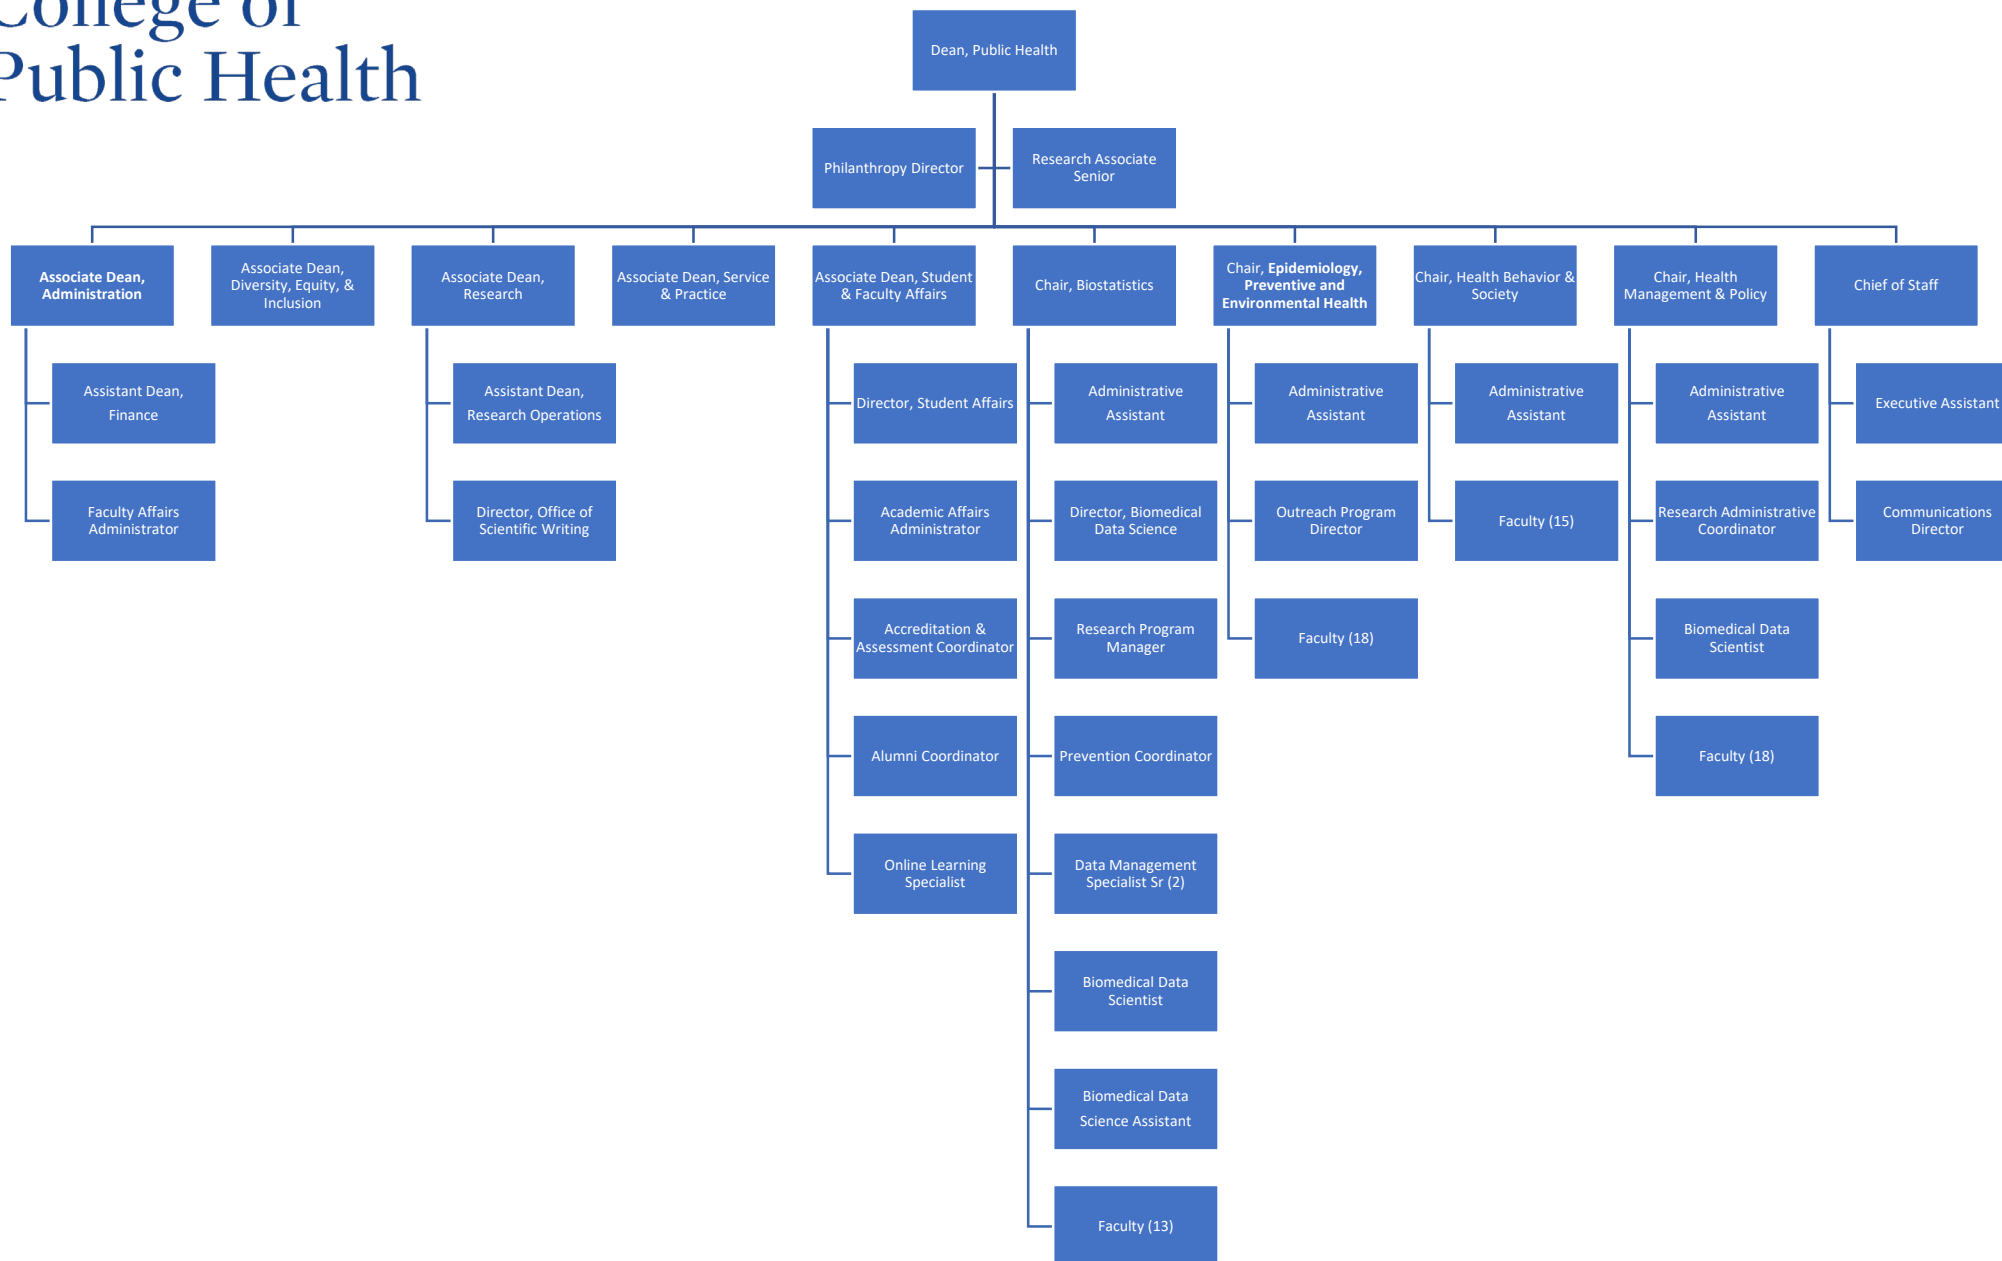 College of
Public Health
Dean, Public Health
Philanthropy Director
Research Associate
Senior
Associate Dean,
Administration
Associate Dean,
Diversity, Equity, &
Inclusion
Associate Dean,
Research
Associate Dean, Service
& Practice
Associate Dean, Student
& Faculty Affairs
Chair, Biostatistics
Chair, Epidemiology,
Preventive and
Environmental Health
Chair, Health Behavior &
Society
Chair, Health
Management & Policy
Chief of Staff
Assistant Dean,
Finance
Faculty Affairs
Administrator
Assistant Dean,
Research Operations
Director, Office of
Scientific Writing
Director, Student Affairs
Academic Affairs
Administrator
Accreditation &
Assessment Coordinator
Alumni Coordinator
Online Learning
Specialist
Administrative
Assistant
Director, Biomedical
Data Science
Research Program
Manager
Prevention Coordinator
Data Management
Specialist Sr (2)
Biomedical Data
Scientist
Biomedical Data
Science Assistant
Faculty (13)
Administrative
Assistant
Outreach Program
Director
Faculty (18)
Administrative
Assistant
Faculty (15)
Administrative
Assistant
Research Administrative
Coordinator
Biomedical Data
Scientist
Faculty (18)
Executive Assistant
Communications
Director